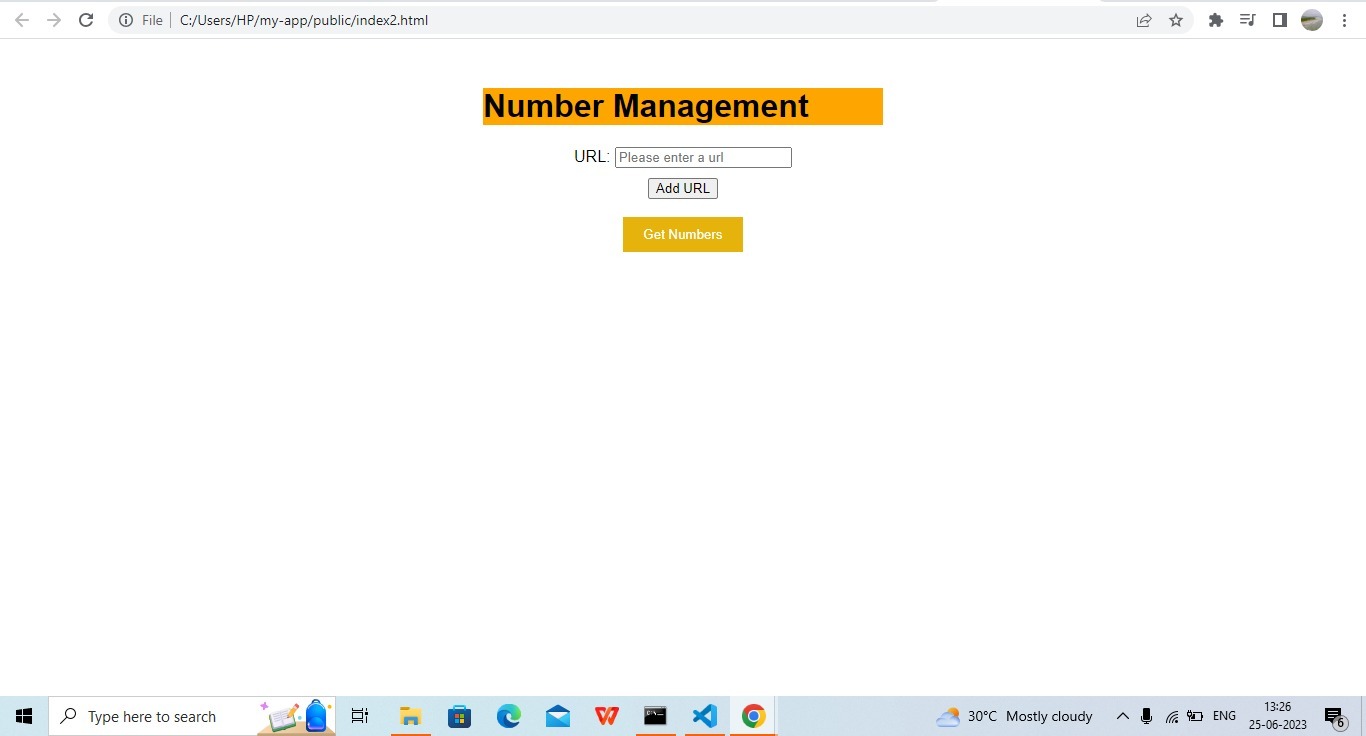 File C:/Users/HP/my-app/public/index2.html
Number Management
URL: Please enter a url
Add URL
Get Numbers
Type here to search
30°C Mostly cloudy
ENG
13:26
25-06-2023
6